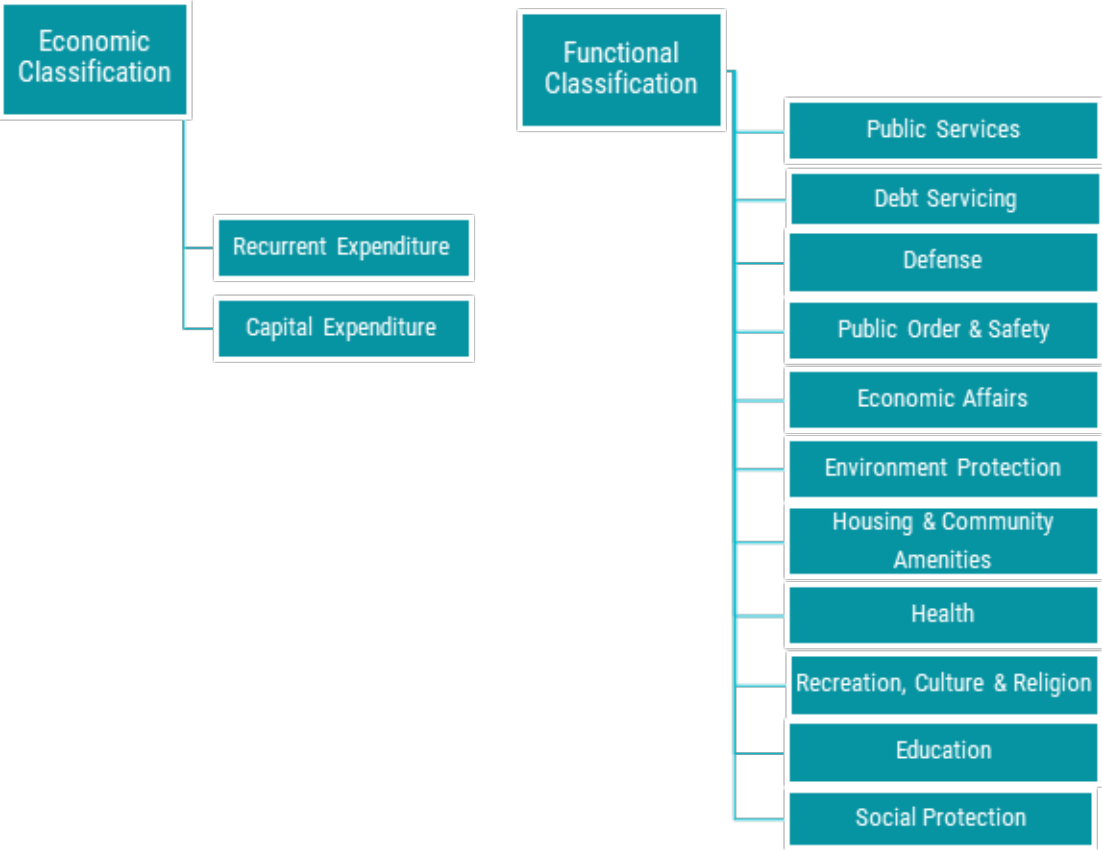 Economic
Classification
Recurrent Expenditure
Capital Expenditure
Functional
Classification
Public Services
Debt Servicing
Defense
Public Order & Safety
Economic Affairs
Environment Protection
Housing & Community
Amenities
Health
Recreation, Culture & Religion
Education
Social Protection